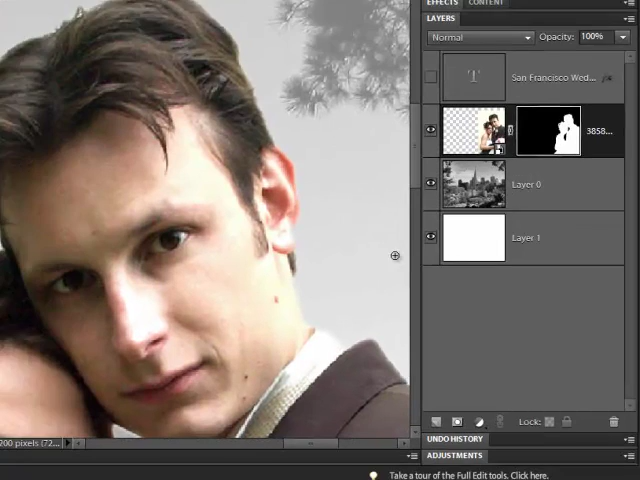 EFFECTS CONTENT
LAYERS
Normal Opacity: 100%
T San Francisco Wed... fx
3858...
Layer 0
Layer 1
Lock:
200 pixels (72...
UNDO HISTORY
ADJUSTMENTS
Take a tour of the Full Edit tools. Click here.